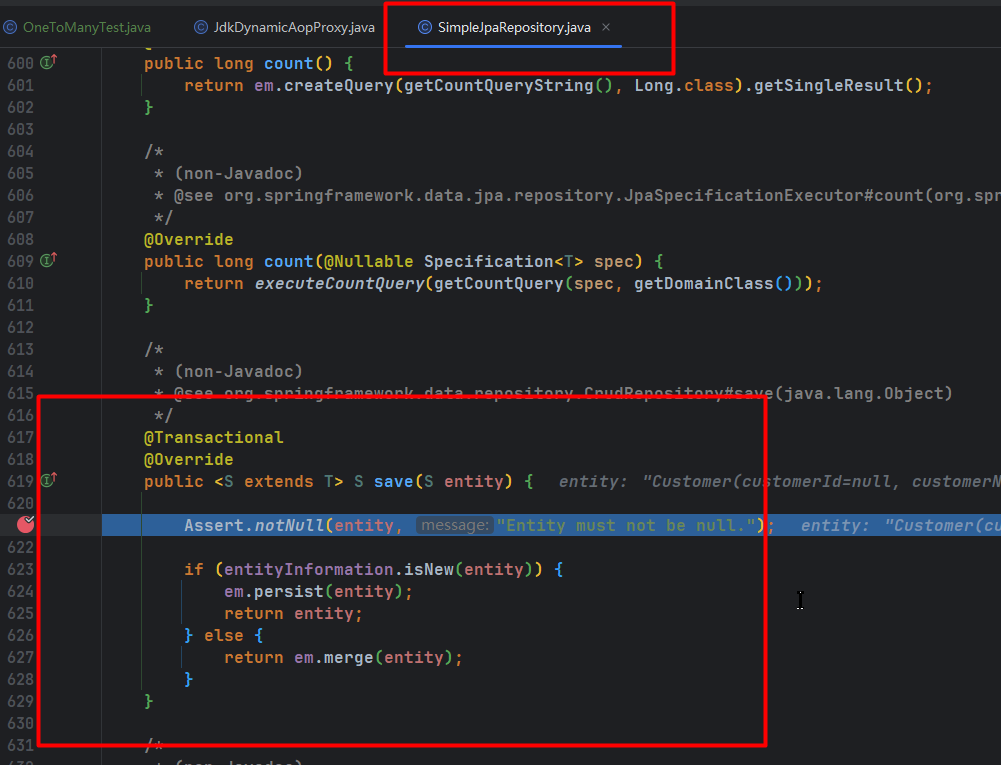 OneToManyTest.java JdkDynamicAopProxy.java SimpleJpaRepository.java ×
600 public long count() {
601 return em.createQuery(getCountQueryString(), Long.class).getSingleResult();
602 }
603
604 /*
605 * (non-Javadoc)
606 * @see org.springframework.data.jpa.repository.JpaSpecificationExecutor#count(org.spr
607 */
608 @Override
609 public long count(@Nullable Specification<T> spec) {
610 return executeCountQuery(getCountQuery(spec, getDomainClass()));
611 }
612
613 /*
614 * (non-Javadoc)
615 * @see org.springframework.data.repository.CrudRepository#save(java.lang.Object)
616 */
617 @Transactional
618 @Override
619 public <S extends T> S save(S entity) { entity: "Customer(customerId=null, customerN
620
Assert.notNull(entity, message: "Entity must not be null."); entity: "Customer(cu
622
623 if (entityInformation.isNew(entity)) {
624 em.persist(entity);
625 return entity;
626 } else {
627 return em.merge(entity);
628 }
629 }
630
631 /*
* (non-Javadoc)